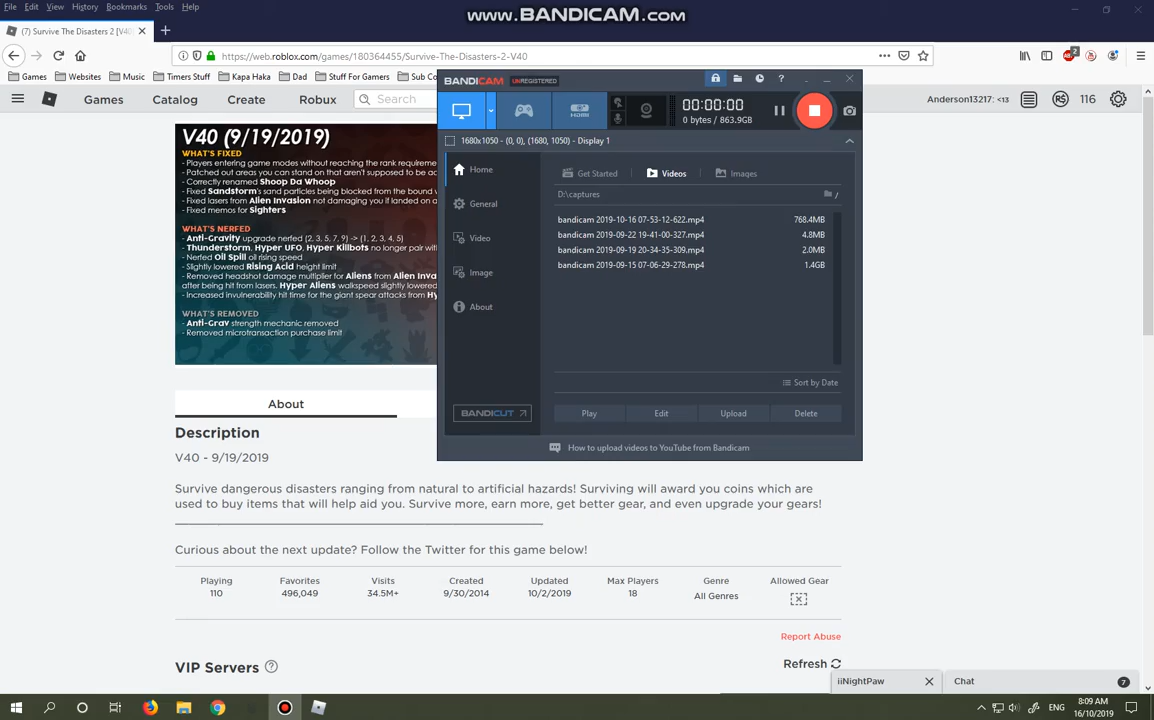 File Edit View History Bookmarks Tools Help
www.BANDICAM.com
(7) Survive The Disasters 2 [V40
https://web.roblox.com/games/180364455/Survive-The-Disasters-2-V40
2
Games Websites Music Timers Stuff Kapa Haka Dad Stuff For Gamers
Games Catalog Create Robux Search
Anderson13217: <13 116
BANDICAM UNREGISTERED
HDMI
00:00:00
0 bytes / 863.9GB
1680x1050 - (0, 0), (1680, 1050) - Display 1
Home
General
Video
Image
About
BANDICUT
Get Started Videos Images
D:\captures
bandicam 2019-10-16 07-53-12-622.mp4 768.4MB
bandicam 2019-09-22 19-41-00-327.mp4 4.8MB
bandicam 2019-09-19 20-34-35-309.mp4 2.0MB
bandicam 2019-09-15 07-06-29-278.mp4 1.4GB
Sort by Date
Play Edit Upload Delete
How to upload videos to YouTube from Bandicam
V40 (9/19/2019)
WHAT'S FIXED
- Players entering game modes without reaching the rank requireme
- Patched out areas you can stand on that aren't supposed to be ac
- Correctly renamed Shoop Da Whoop
- Fixed Sandstorm's sand particles being blocked from the bound w
- Fixed lasers from Alien Invasion not damaging you if landed on a
- Fixed memos for Sighters
WHAT'S NERFED
- Anti-Gravity upgrade nerfed (2, 3, 5, 7, 9) -> (1, 2, 3, 4, 5)
- Thunderstorm, Hyper UFO, Hyper Killbots no longer pair with
- Nerfed Oil Spill oil rising speed
- Slightly lowered Rising Acid height limit
- Removed headshot damage multiplier for Aliens from Alien Invas
after being hit from lasers. Hyper Aliens walkspeed slightly lowered
- Increased invulnerability hit time for the giant spear attacks from Hy
WHAT'S REMOVED
- Anti-Grav strength mechanic removed
- Removed microtransaction purchase limit
About
Description
V40 - 9/19/2019
Survive dangerous disasters ranging from natural to artificial hazards! Surviving will award you coins which are
used to buy items that will help aid you. Survive more, earn more, get better gear, and even upgrade your gears!
Curious about the next update? Follow the Twitter for this game below!
Playing Favorites Visits Created Updated Max Players Genre Allowed Gear
110 496,049 34.5M+ 9/30/2014 10/2/2019 18 All Genres
Report Abuse
VIP Servers
Refresh
iiNightPaw
Chat 7
ENG
8:09 AM
16/10/2019